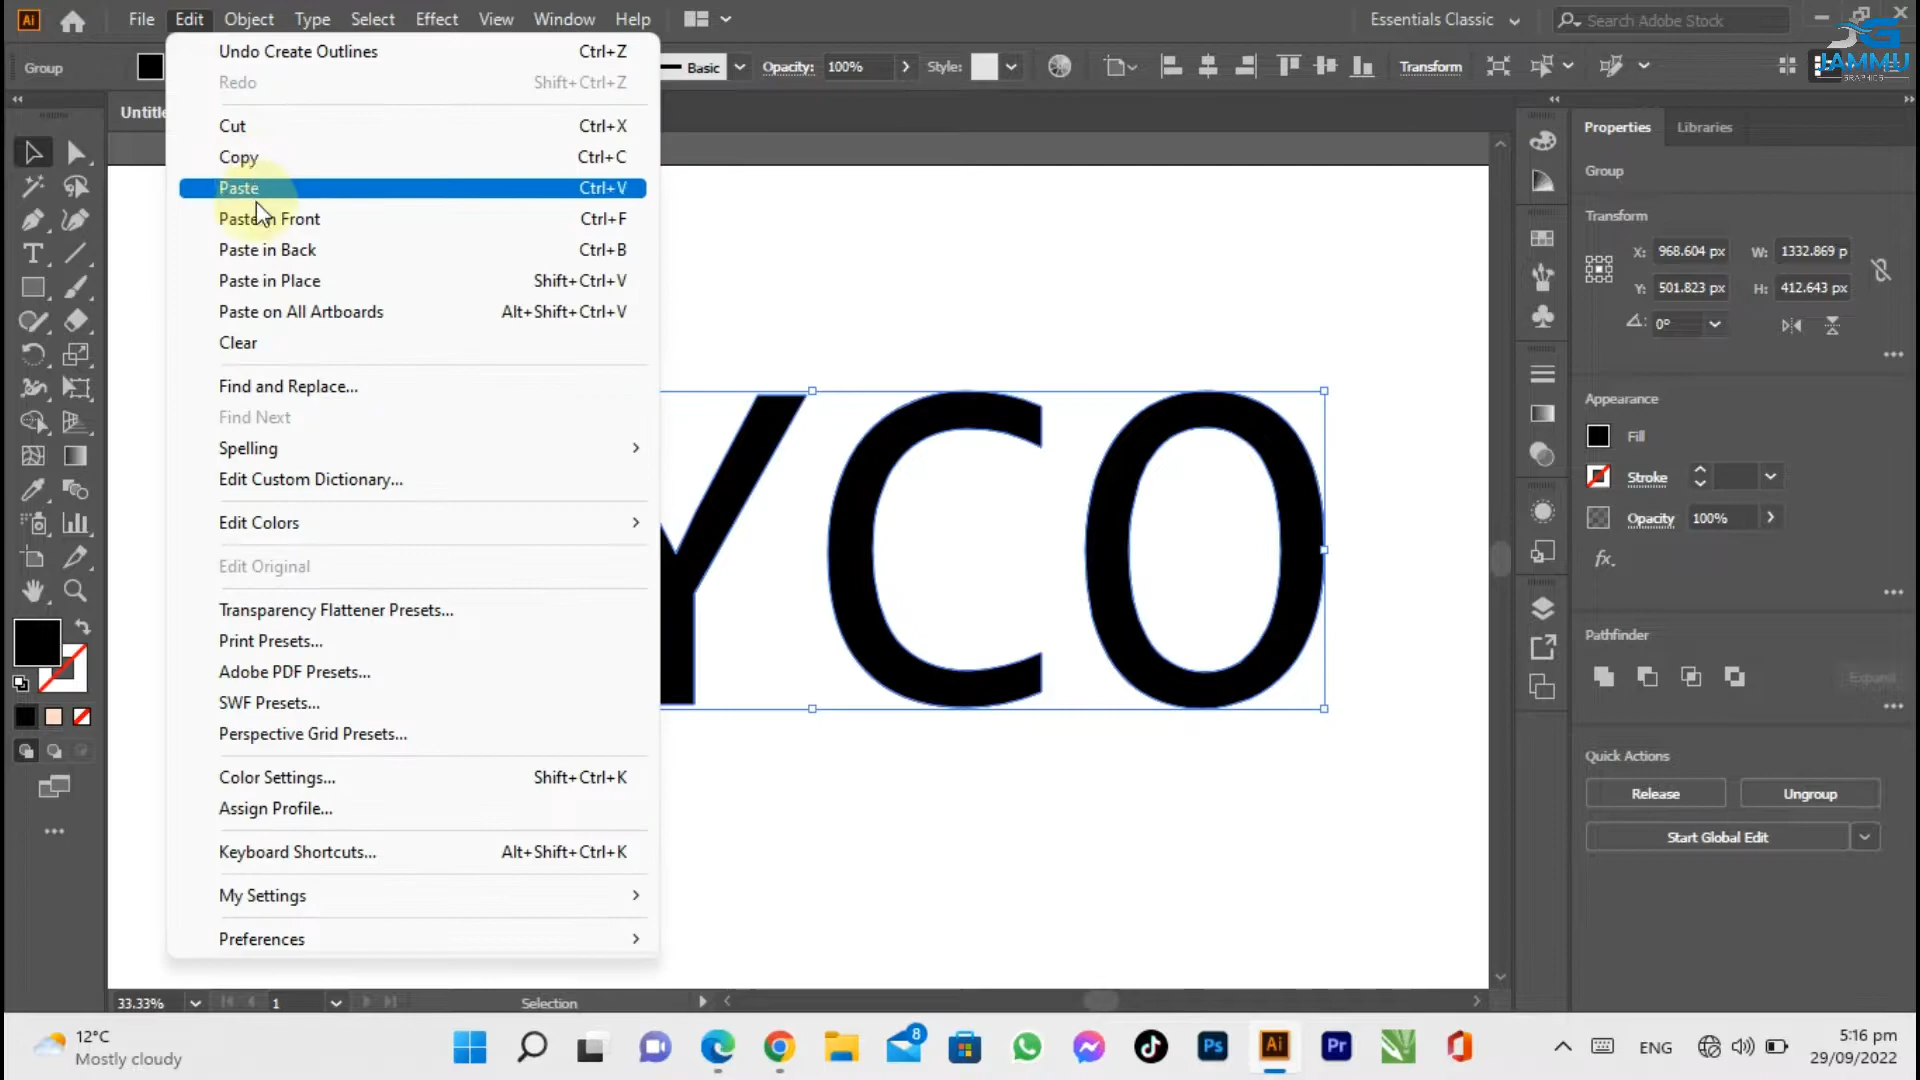 Ai File Edit Object Type Select Effect View Window Help Essentials Classic Search Adobe Stock
JAMMU
GRAPHICS
Group Basic Opacity: 100% Style: Transform
Undo Create Outlines Ctrl+Z
Redo Shift+Ctrl+Z
Cut Ctrl+X
Copy Ctrl+C
Paste Ctrl+V
Paste in Front Ctrl+F
Paste in Back Ctrl+B
Paste in Place Shift+Ctrl+V
Paste on All Artboards Alt+Shift+Ctrl+V
Clear
Find and Replace...
Find Next
Spelling
Edit Custom Dictionary...
Edit Colors
Edit Original
Transparency Flattener Presets...
Print Presets...
Adobe PDF Presets...
SWF Presets...
Perspective Grid Presets...
Color Settings... Shift+Ctrl+K
Assign Profile...
Keyboard Shortcuts... Alt+Shift+Ctrl+K
My Settings
Preferences
YCO
Properties Libraries
Group
Transform
X: 968.604 px W: 1332.869 p
Y: 501.823 px H: 412.643 px
0°
Appearance
Fill
Stroke
Opacity 100%
fx.
Pathfinder
Expand
Quick Actions
Release Ungroup
Start Global Edit
33.33% 1 Selection
12°C
Mostly cloudy
8
Ps Ai Pr
ENG
5:16 pm
29/09/2022